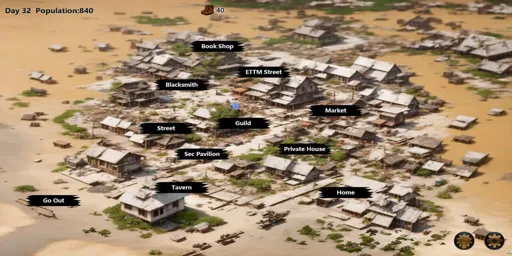 Day 32 Population:840
40
Book Shop
ETTM Street
Blacksmith
Market
Street
Guild
Sec Pavilion
Private House
Tavern
Home
Go Out